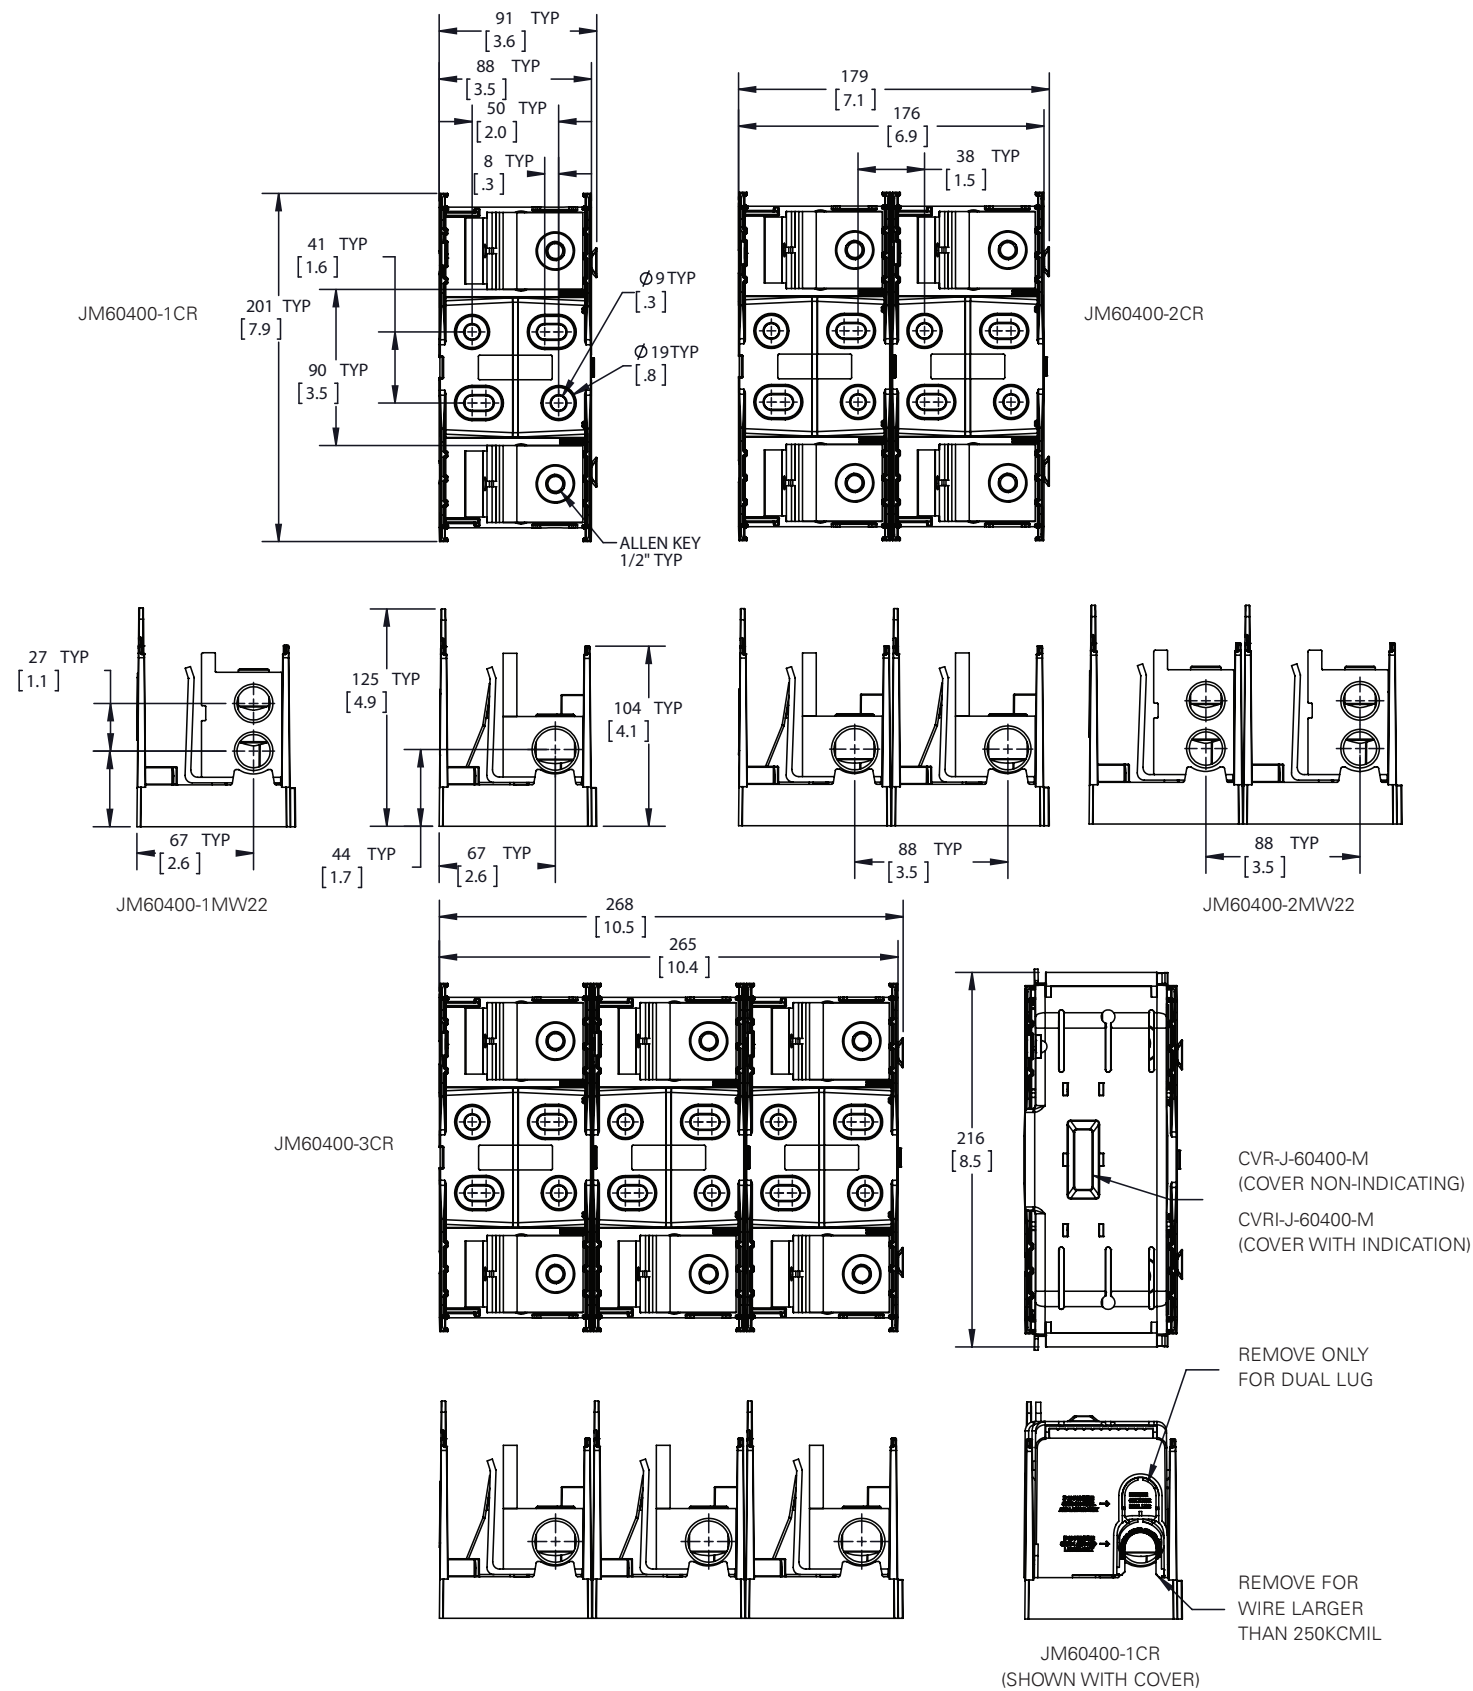 91 TYP
[3.6]
88 TYP
[3.5]
50 TYP
[2.0]
8 TYP
[.3]
41 TYP
[1.6]
201 TYP
[7.9]
90 TYP
[3.5]
Ø9 TYP
[.3]
Ø19 TYP
[.8]
JM60400-1CR
ALLEN KEY
1/2" TYP
179
[7.1]
176
[6.9]
38 TYP
[1.5]
JM60400-2CR
27 TYP
[1.1]
67 TYP
[2.6]
JM60400-1MW22
125 TYP
[4.9]
104 TYP
[4.1]
44 TYP
[1.7]
67 TYP
[2.6]
88 TYP
[3.5]
88 TYP
[3.5]
JM60400-2MW22
268
[10.5]
265
[10.4]
JM60400-3CR
216
[8.5]
CVR-J-60400-M
(COVER NON-INDICATING)
CVRI-J-60400-M
(COVER WITH INDICATION)
REMOVE ONLY
FOR DUAL LUG
REMOVE FOR
WIRE LARGER
THAN 250KCMIL
JM60400-1CR
(SHOWN WITH COVER)